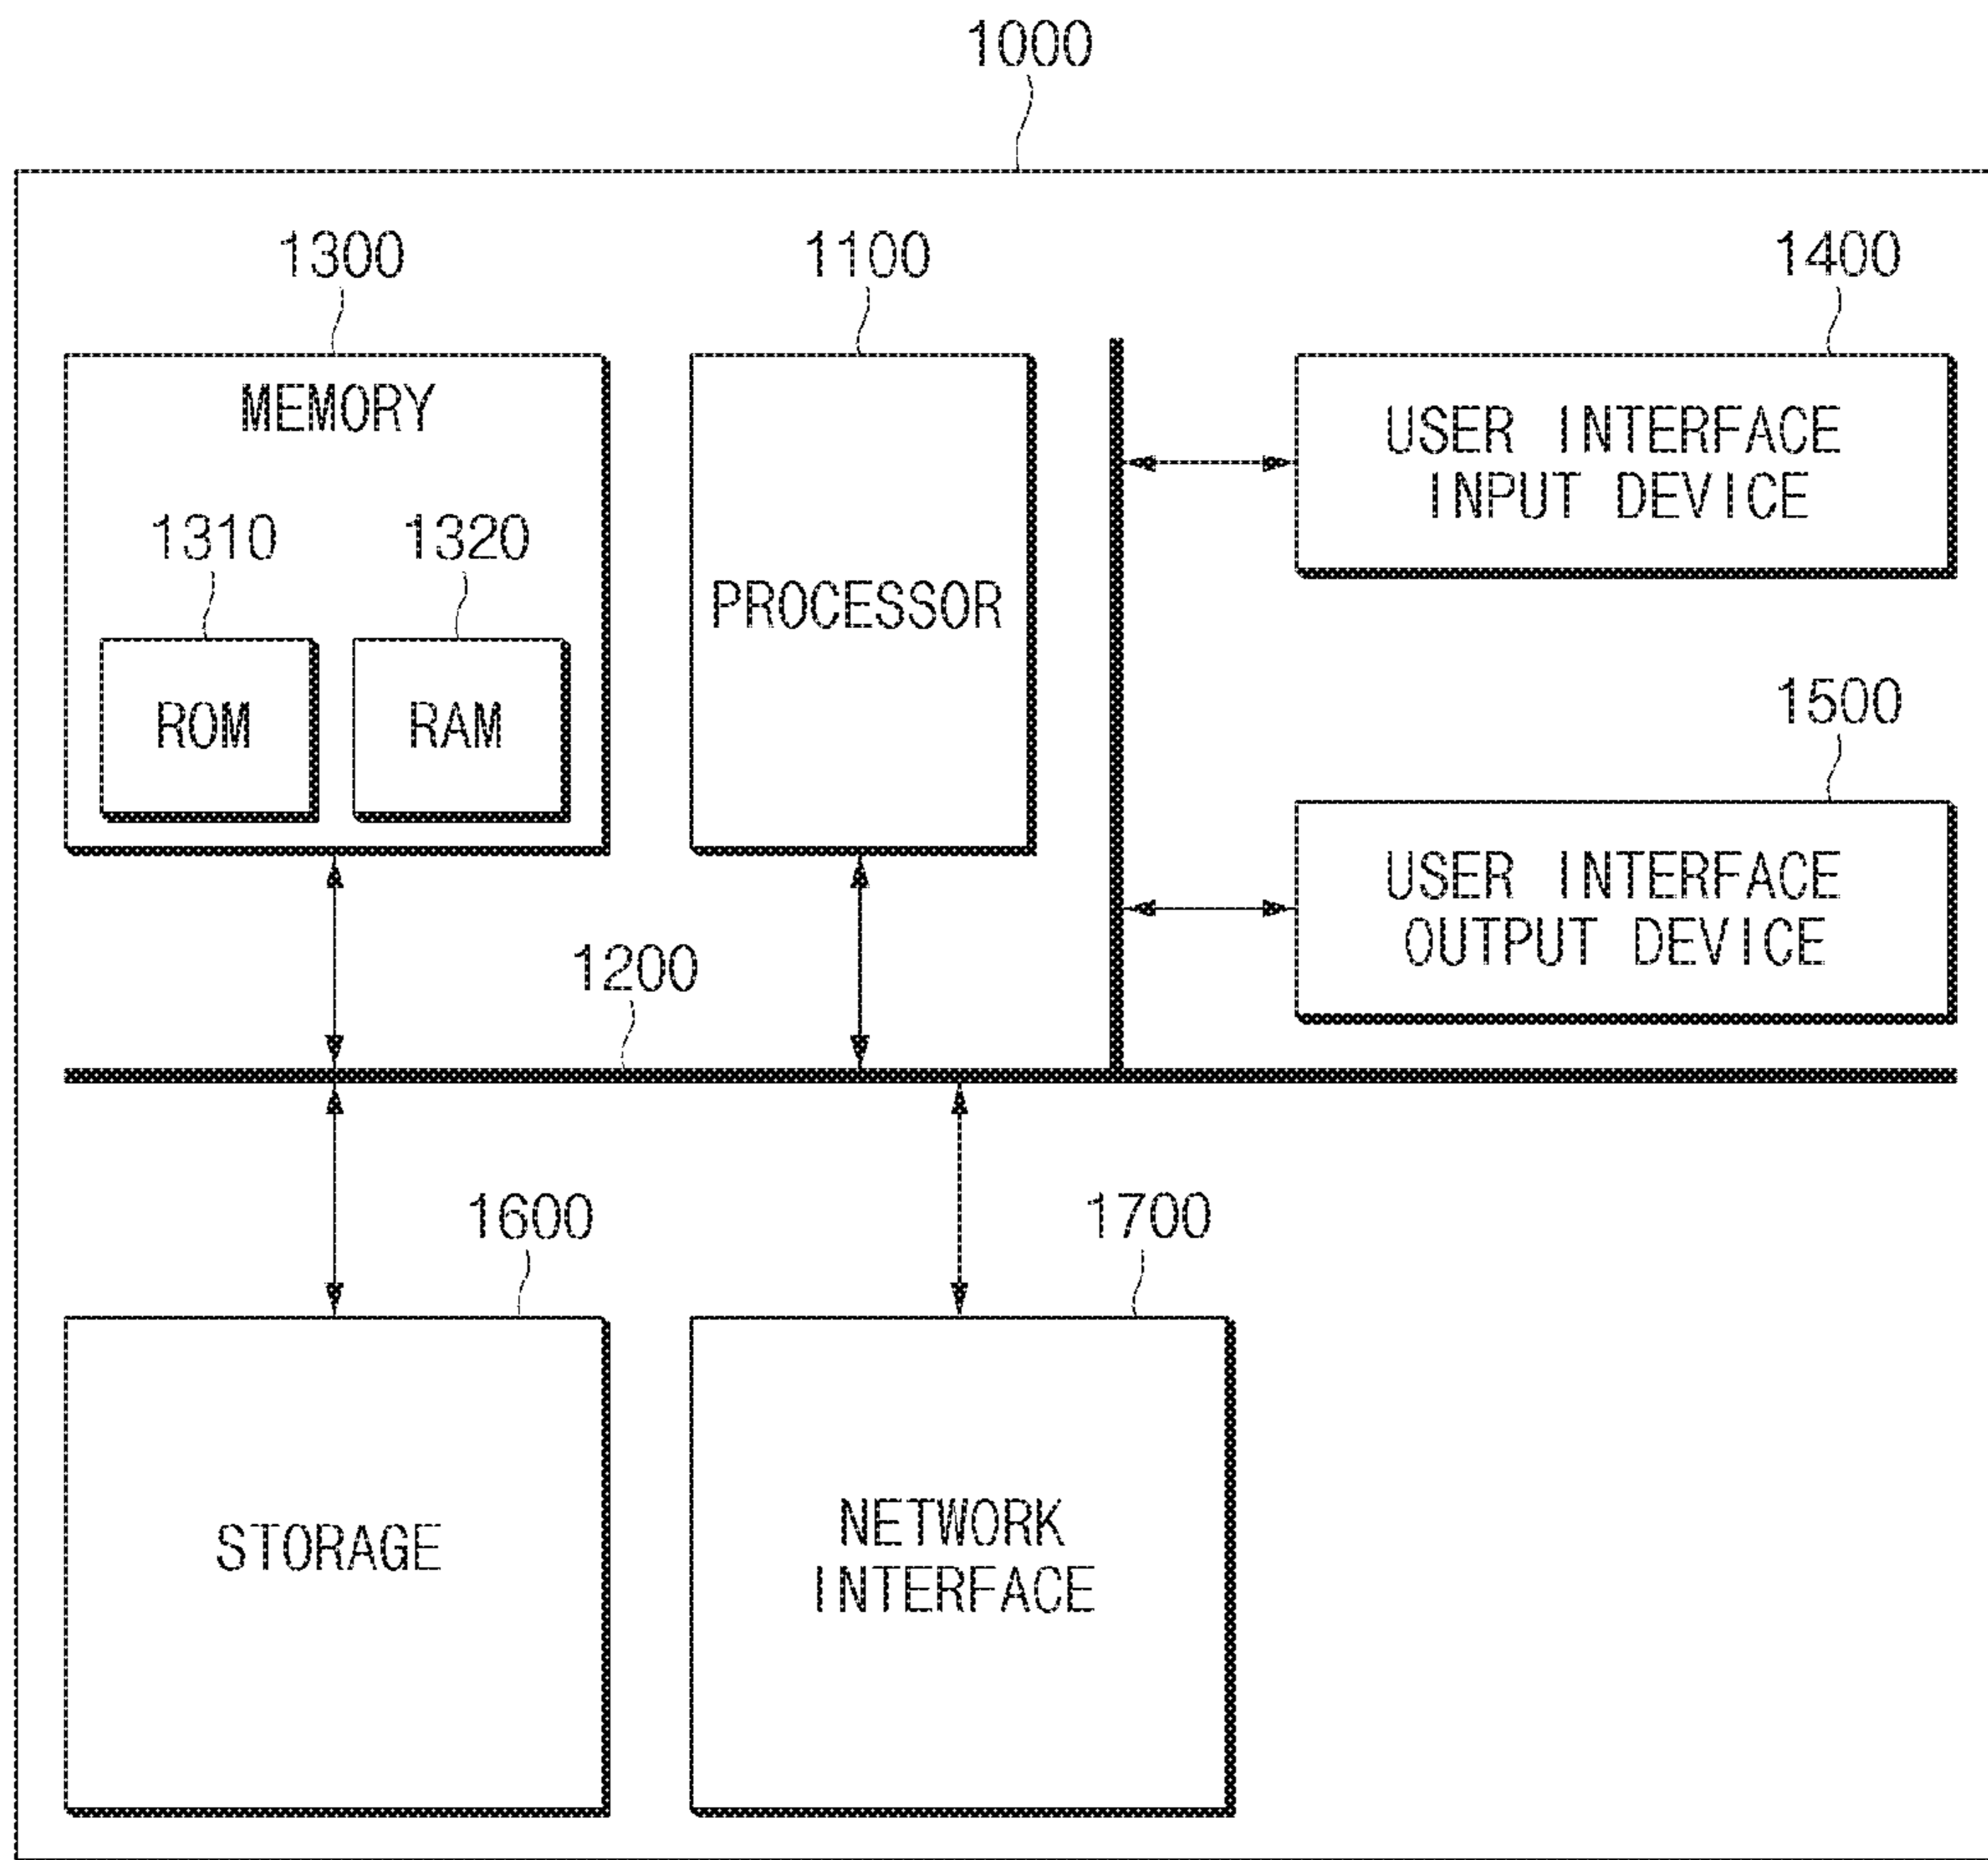 1000
1300
1100
1400
MEMORY
USER INTERFACE
INPUT DEVICE
1310
1320
PROCESSOR
ROM
RAM
1500
USER INTERFACE
OUTPUT DEVICE
1200
1600
1700
STORAGE
NETWORK
INTERFACE